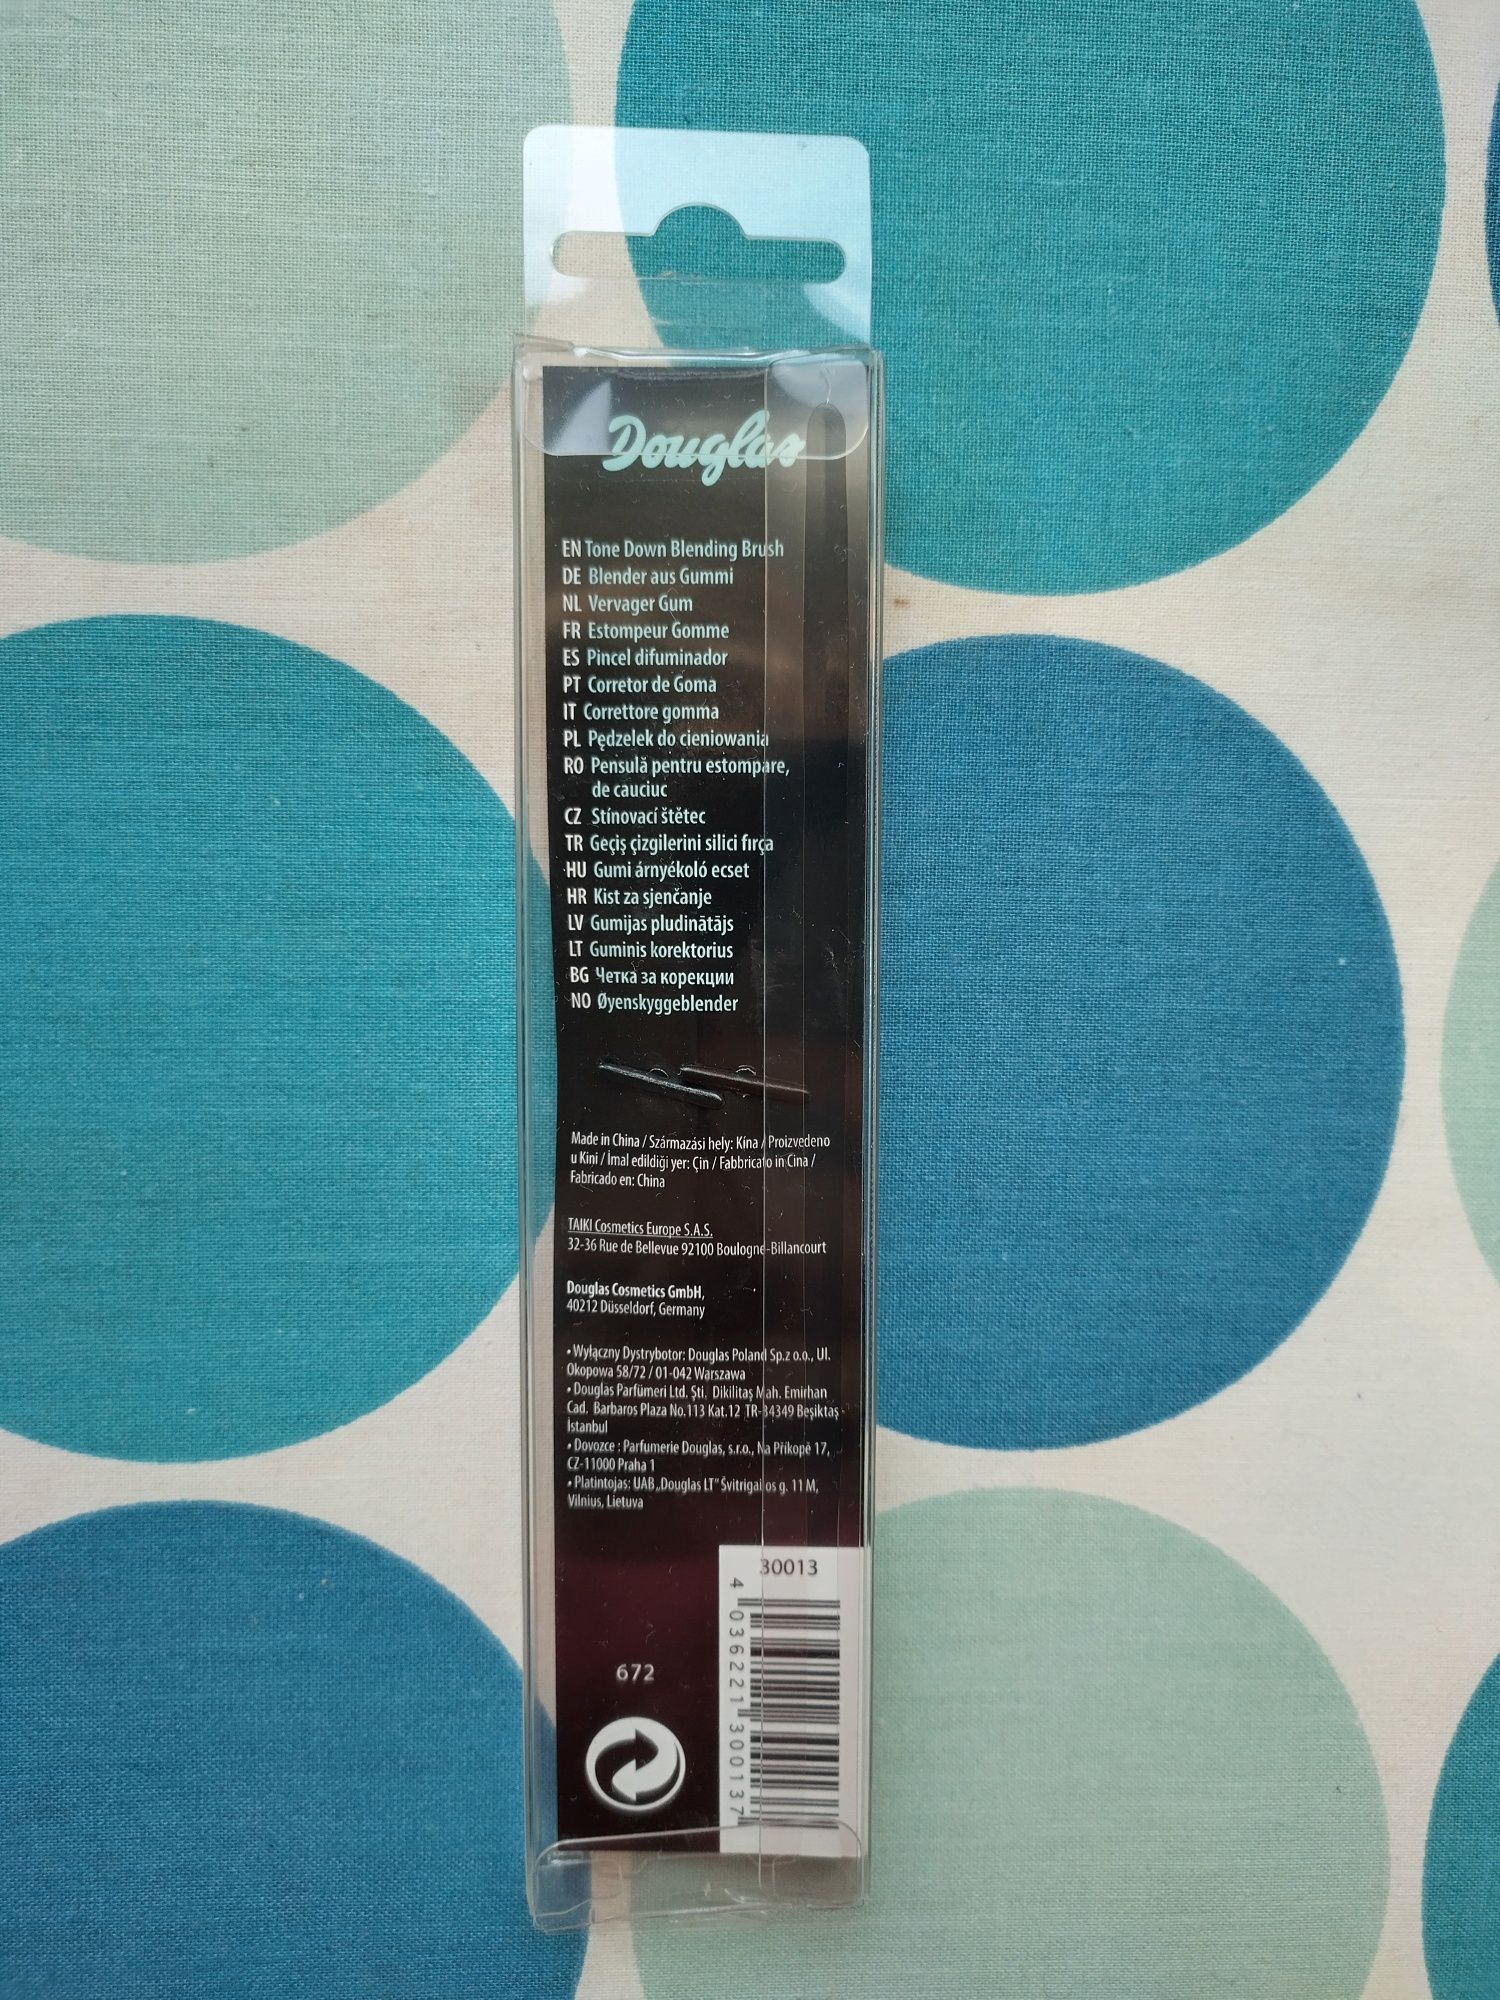 Douglas
EN Tone Down Blending Brush
DE Blender aus Gummi
NL Vervager Gum
FR Estompeur Gomme
ES Pincel difuminador
PT Corretor de Goma
IT Correttore gomma
PL Pędzelek do cieniowania
RO Pensulă pentru estompare,
de cauciuc
CZ Stínovací štětec
TR Geçiş çizgilerini silici fırça
HU Gumi árnyékoló ecset
HR Kist za sjenčanje
LV Gumijas pludinātājs
LT Guminis korektorius
BG Четка за корекции
NO Øyenskyggeblender
Made in China / Származási hely: Kína / Proizvedeno
u Kini / İmal edildiği yer: Çin / Fabbricato in Cina /
Fabricado en: China
TAIKI Cosmetics Europe S.A.S.
32-36 Rue de Bellevue 92100 Boulogne-Billancourt
Douglas Cosmetics GmbH,
40212 Düsseldorf, Germany
• Wyłączny Dystrybotor: Douglas Poland Sp.z o.o., Ul.
Okopowa 58/72 / 01-042 Warszawa
• Douglas Parfümeri Ltd. Şti. Dikilitaş Mah. Emirhan
Cad. Barbaros Plaza No.113 Kat.12 TR-34349 Beşiktaş -
İstanbul
• Dovozce : Parfumerie Douglas, s.r.o., Na Příkopě 17,
CZ-11000 Praha 1
• Platintojas: UAB „Douglas LT" Švitrigailos g. 11 M,
Vilnius, Lietuva
30013
672
4 036221 300137